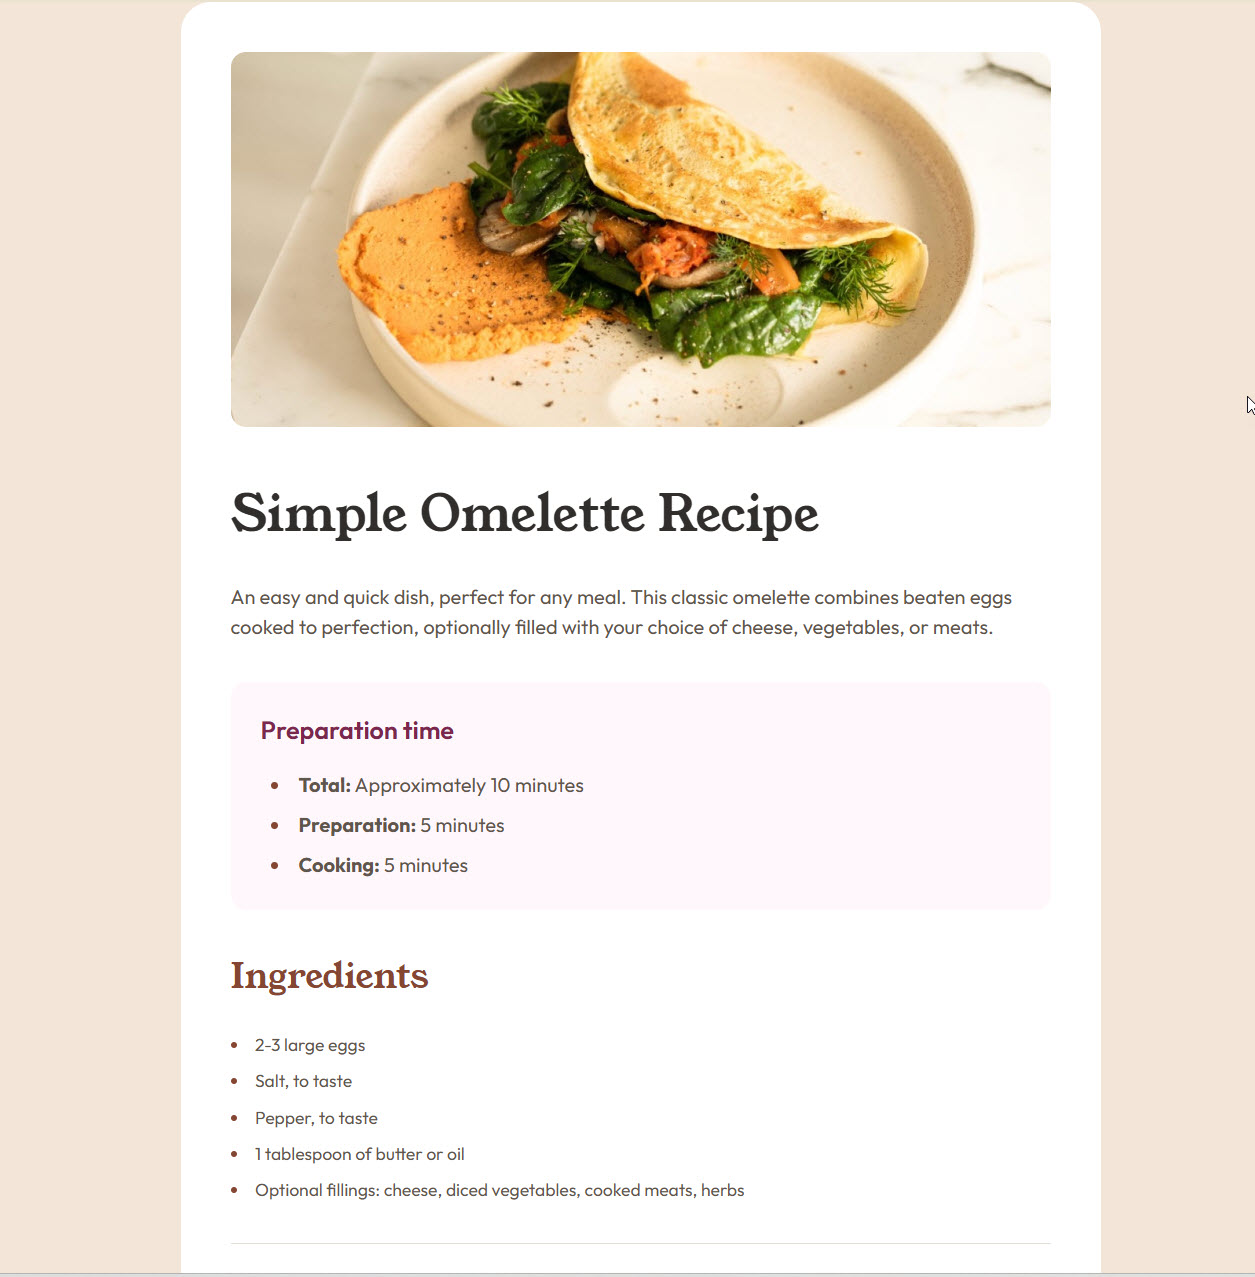 Simple Omelette Recipe
An easy and quick dish, perfect for any meal. This classic omelette combines beaten eggs
cooked to perfection, optionally filled with your choice of cheese, vegetables, or meats.
Preparation time
Total: Approximately 10 minutes
Preparation: 5 minutes
Cooking: 5 minutes
Ingredients
2-3 large eggs
Salt, to taste
Pepper, to taste
1 tablespoon of butter or oil
Optional fillings: cheese, diced vegetables, cooked meats, herbs